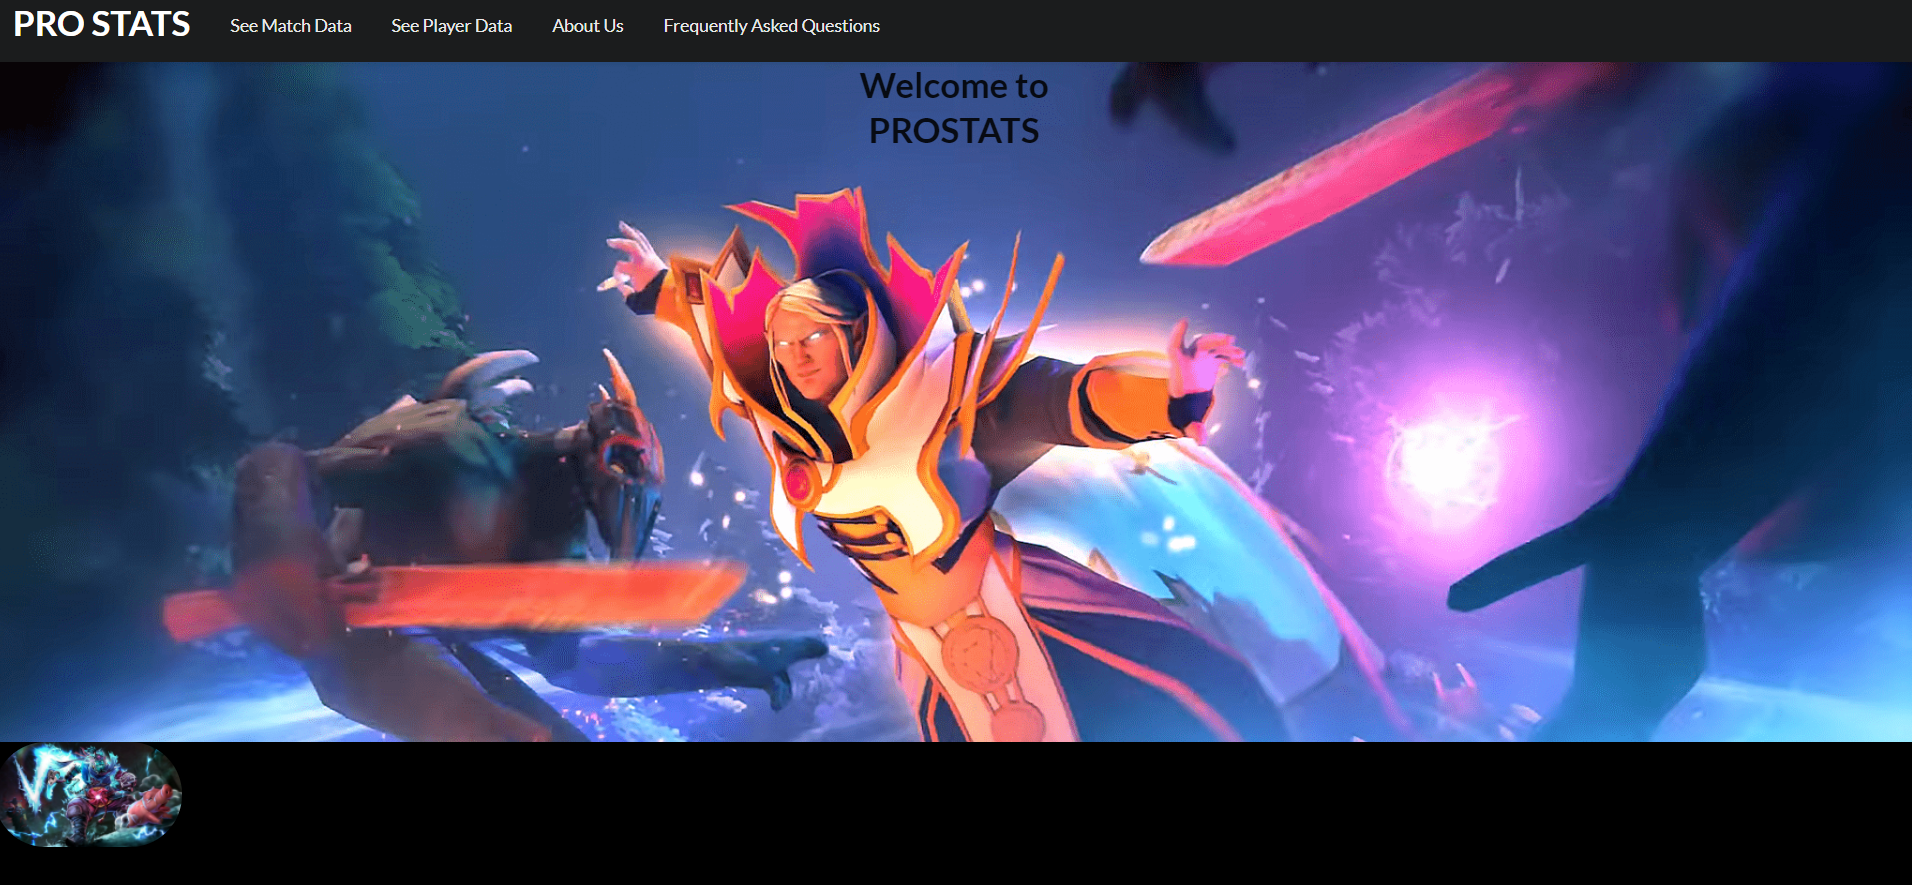 PRO STATS See Match Data See Player Data About Us Frequently Asked Questions
Welcome to
PROSTATS